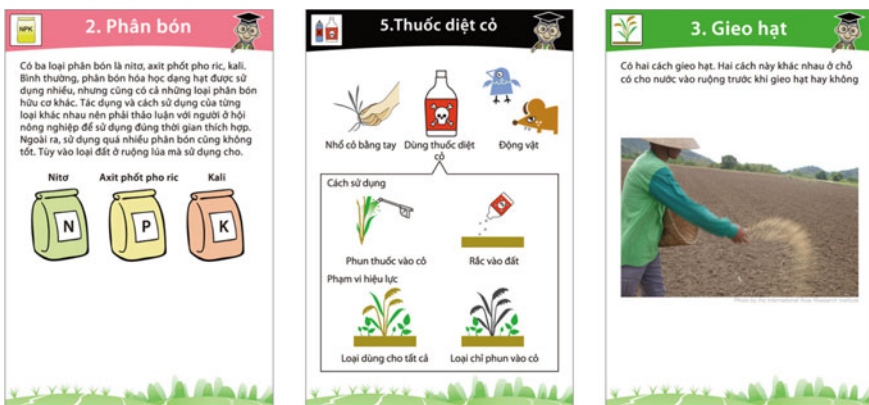 NPK
2. Phân bón
Có ba loại phân bón là nitơ, axit phốt pho ric, kali.
Bình thường, phân bón hóa học dạng hạt được sử
dụng nhiều, nhưng cũng có cả những loại phân bón
hữu cơ khác. Tác dụng và cách sử dụng của từng
loại khác nhau nên phải thảo luận với người ở hội
nông nghiệp để sử dụng đúng thời gian thích hợp.
Ngoài ra, sử dụng quá nhiều phân bón cũng không
tốt. Tùy vào loại đất ở ruộng lúa mà sử dụng cho.
Nitơ Axit phốt pho ric Kali
N P K
5.Thuốc diệt cỏ
Nhổ cỏ bằng tay Dùng thuốc diệt Động vật
cỏ
Cách sử dụng
Phun thuốc vào cỏ Rắc vào đất
Phạm vi hiệu lực
Loại dùng cho tất cả Loại chỉ phun vào cỏ
3. Gieo hạt
Có hai cách gieo hạt. Hai cách này khác nhau ở chỗ
có cho nước vào ruộng trước khi gieo hạt hay không
Photo by the International Rice Research Institute